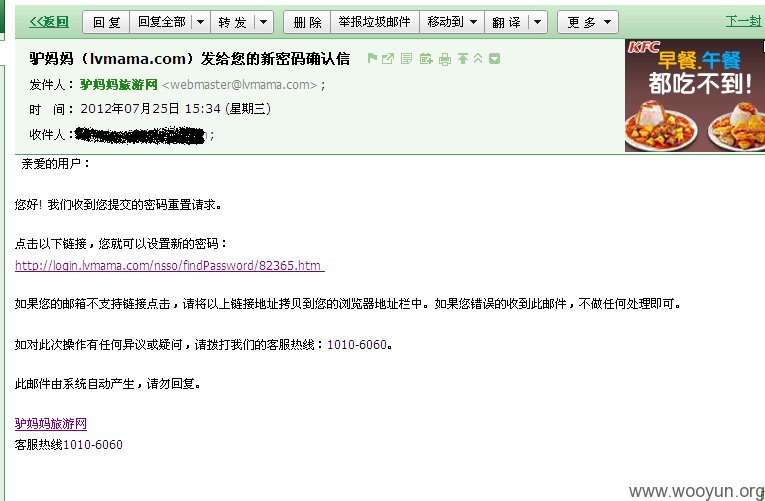 <<返回 回 复 回复全部 转 发 删 除 举报垃圾邮件 移动到 翻 译 更 多 下一封
驴妈妈（lvmama.com）发给您的新密码确认信
KFC
早餐.午餐
都吃不到!
发件人：驴妈妈旅游网 <webmaster@lvmama.com>；
时　间：2012年07月25日 15:34 (星期三)
收件人：;
亲爱的用户：
您好! 我们收到您提交的密码重置请求。
点击以下链接，您就可以设置新的密码：
http://login.lvmama.com/nsso/findPassword/82365.htm
如果您的邮箱不支持链接点击，请将以上链接地址拷贝到您的浏览器地址栏中。如果您错误的收到此邮件，不做任何处理即可。
如对此次操作有任何异议或疑问，请拨打我们的客服热线：1010-6060。
此邮件由系统自动产生，请勿回复。
驴妈妈旅游网
客服热线1010-6060
www.wooyun.org